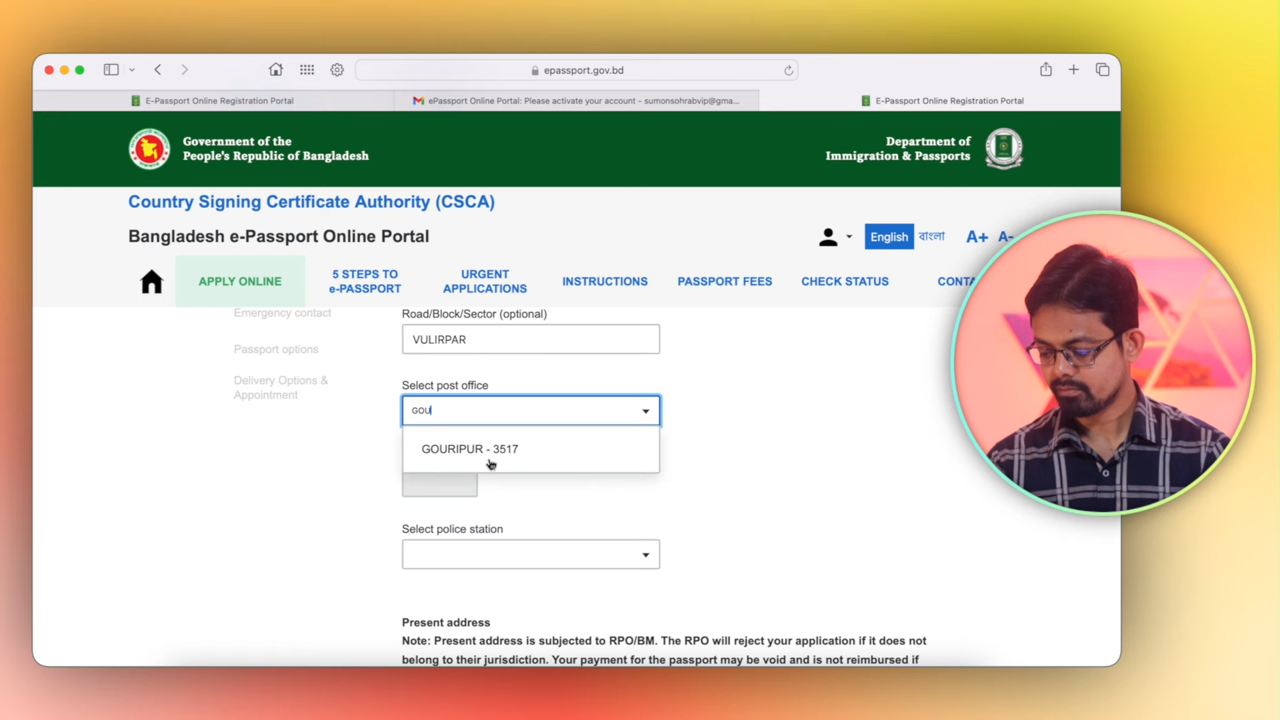 epassport.gov.bd
E-Passport Online Registration Portal
ePassport Online Portal: Please activate your account - sumonsohrabvip@gma...
E-Passport Online Registration Portal
Government of the
People's Republic of Bangladesh
Department of
Immigration & Passports
Country Signing Certificate Authority (CSCA)
Bangladesh e-Passport Online Portal
English
বাংলা
A+
A-
APPLY ONLINE
5 STEPS TO
e-PASSPORT
URGENT
APPLICATIONS
INSTRUCTIONS
PASSPORT FEES
CHECK STATUS
CONTA
Emergency contact
Passport options
Delivery Options &
Appointment
Road/Block/Sector (optional)
VULIRPAR
Select post office
GOU
GOURIPUR - 3517
Select police station
Present address
Note: Present address is subjected to RPO/BM. The RPO will reject your application if it does not
belong to their jurisdiction. Your payment for the passport may be void and is not reimbursed if